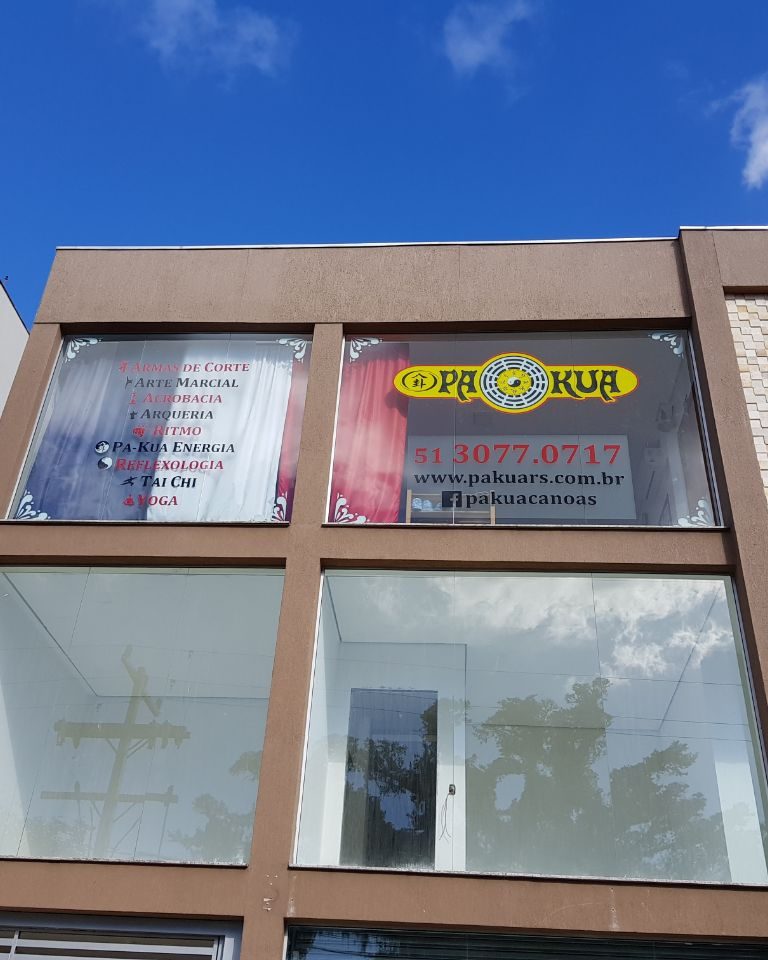 ARMAS DE CORTE
ARTE MARCIAL
ACROBACIA
ARQUERIA
RITMO
PA-KUA ENERGIA
REFLEXOLOGIA
TAI CHI
YOGA
PA KUA
51 3077.0717
www.pakuars.com.br
pakuacanoas